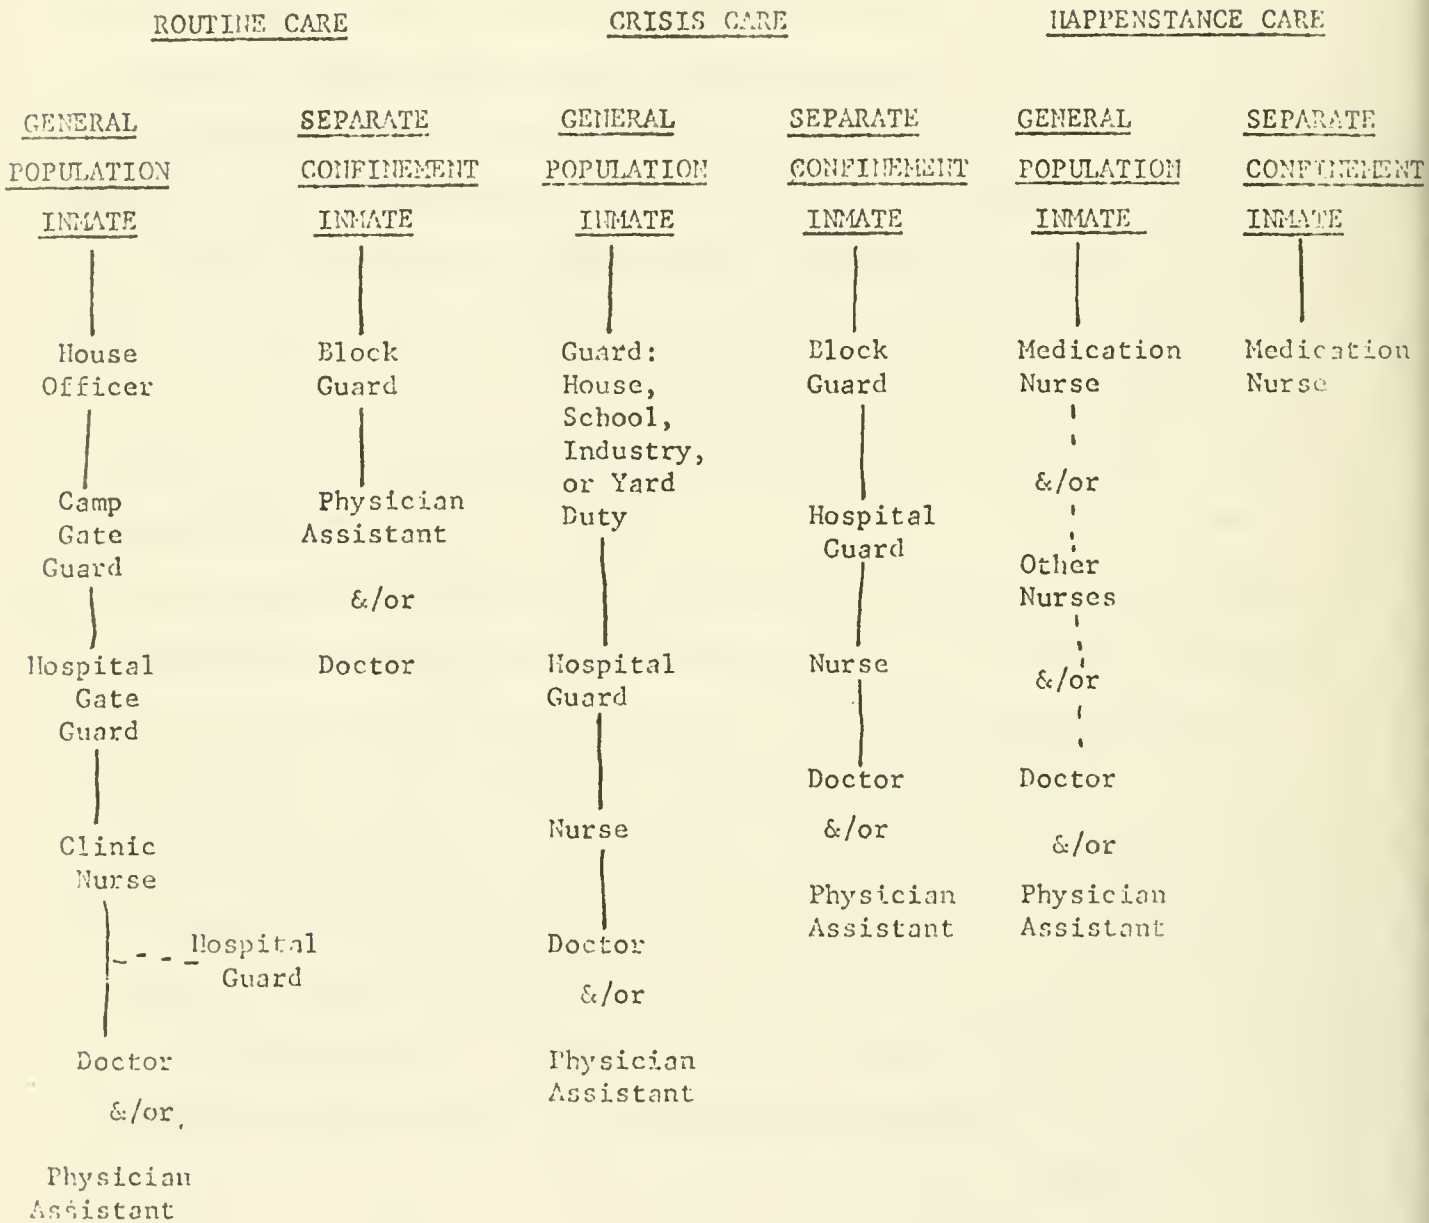 ROUTINE CARE
CRISIS CARE
HAPPENSTANCE CARE
GENERAL
POPULATION
INMATE
House
Officer
Camp
Gate
Guard
Hospital
Gate
Guard
Clinic
Nurse
Hospital
Guard
Doctor
&/or
Physician
Assistant
SEPARATE
CONFINEMENT
INMATE
Block
Guard
Physician
Assistant
&/or
Doctor
GENERAL
POPULATION
INMATE
Guard:
House,
School,
Industry,
or Yard
Duty
Hospital
Guard
Nurse
Doctor
&/or
Physician
Assistant
SEPARATE
CONFINEMENT
INMATE
Block
Guard
Hospital
Guard
Nurse
Doctor
&/or
Physician
Assistant
GENERAL
POPULATION
INMATE
Medication
Nurse
&/or
Other
Nurses
&/or
Doctor
&/or
Physician
Assistant
SEPARATE
CONFINEMENT
INMATE
Medication
Nurse